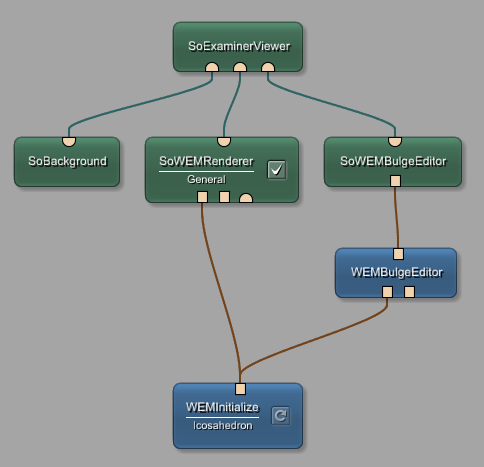 SoExaminerViewer
SoBackground
SoWEMRenderer
General
SoWEMBulgeEditor
WEMBulgeEditor
WEMInitialize
Icosahedron